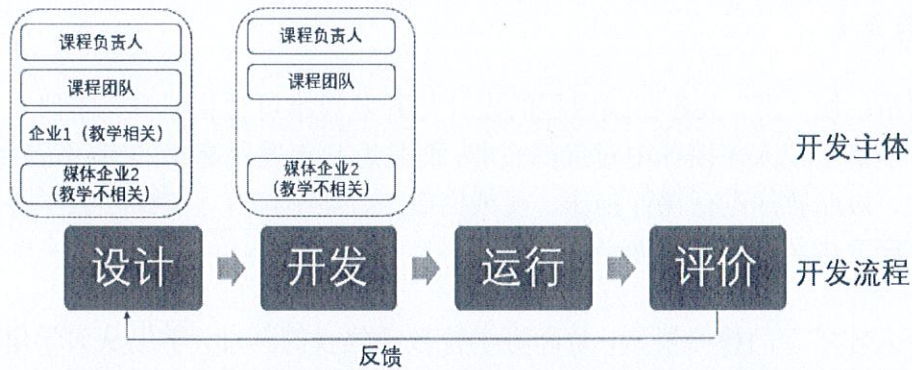 课程负责人
课程团队
企业1（教学相关）
媒体企业2
（教学不相关）
课程负责人
课程团队
媒体企业2
（教学不相关）
开发主体
设计
开发
运行
评价
开发流程
反馈